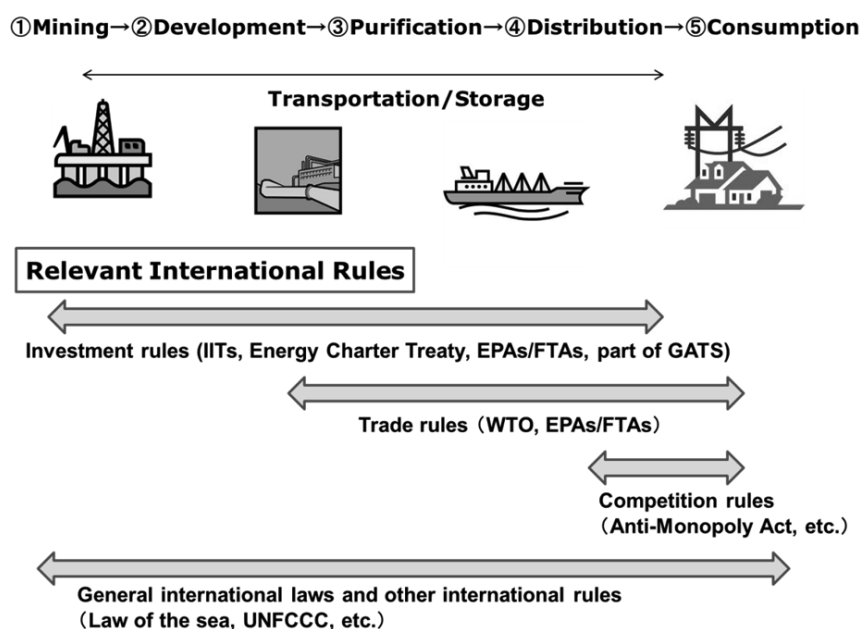 ①Mining→②Development→③Purification→④Distribution→⑤Consumption
Transportation/Storage
Relevant International Rules
Investment rules (IITs, Energy Charter Treaty, EPAs/FTAs, part of GATS)
Trade rules（WTO, EPAs/FTAs）
Competition rules
（Anti-Monopoly Act, etc.）
General international laws and other international rules
（Law of the sea, UNFCCC, etc.）